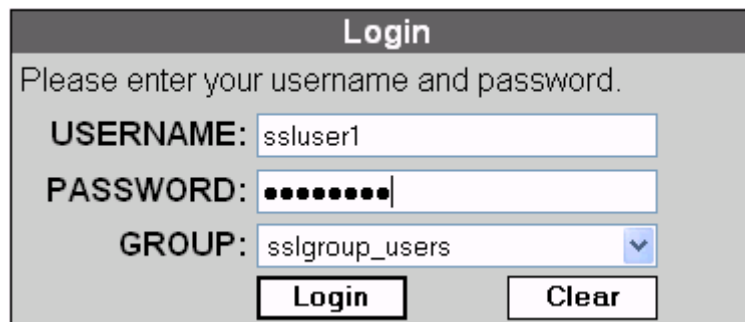 Login
Please enter your username and password.
USERNAME: ssluser1
PASSWORD: ●●●●●●●●
GROUP: sslgroup_users
Login Clear